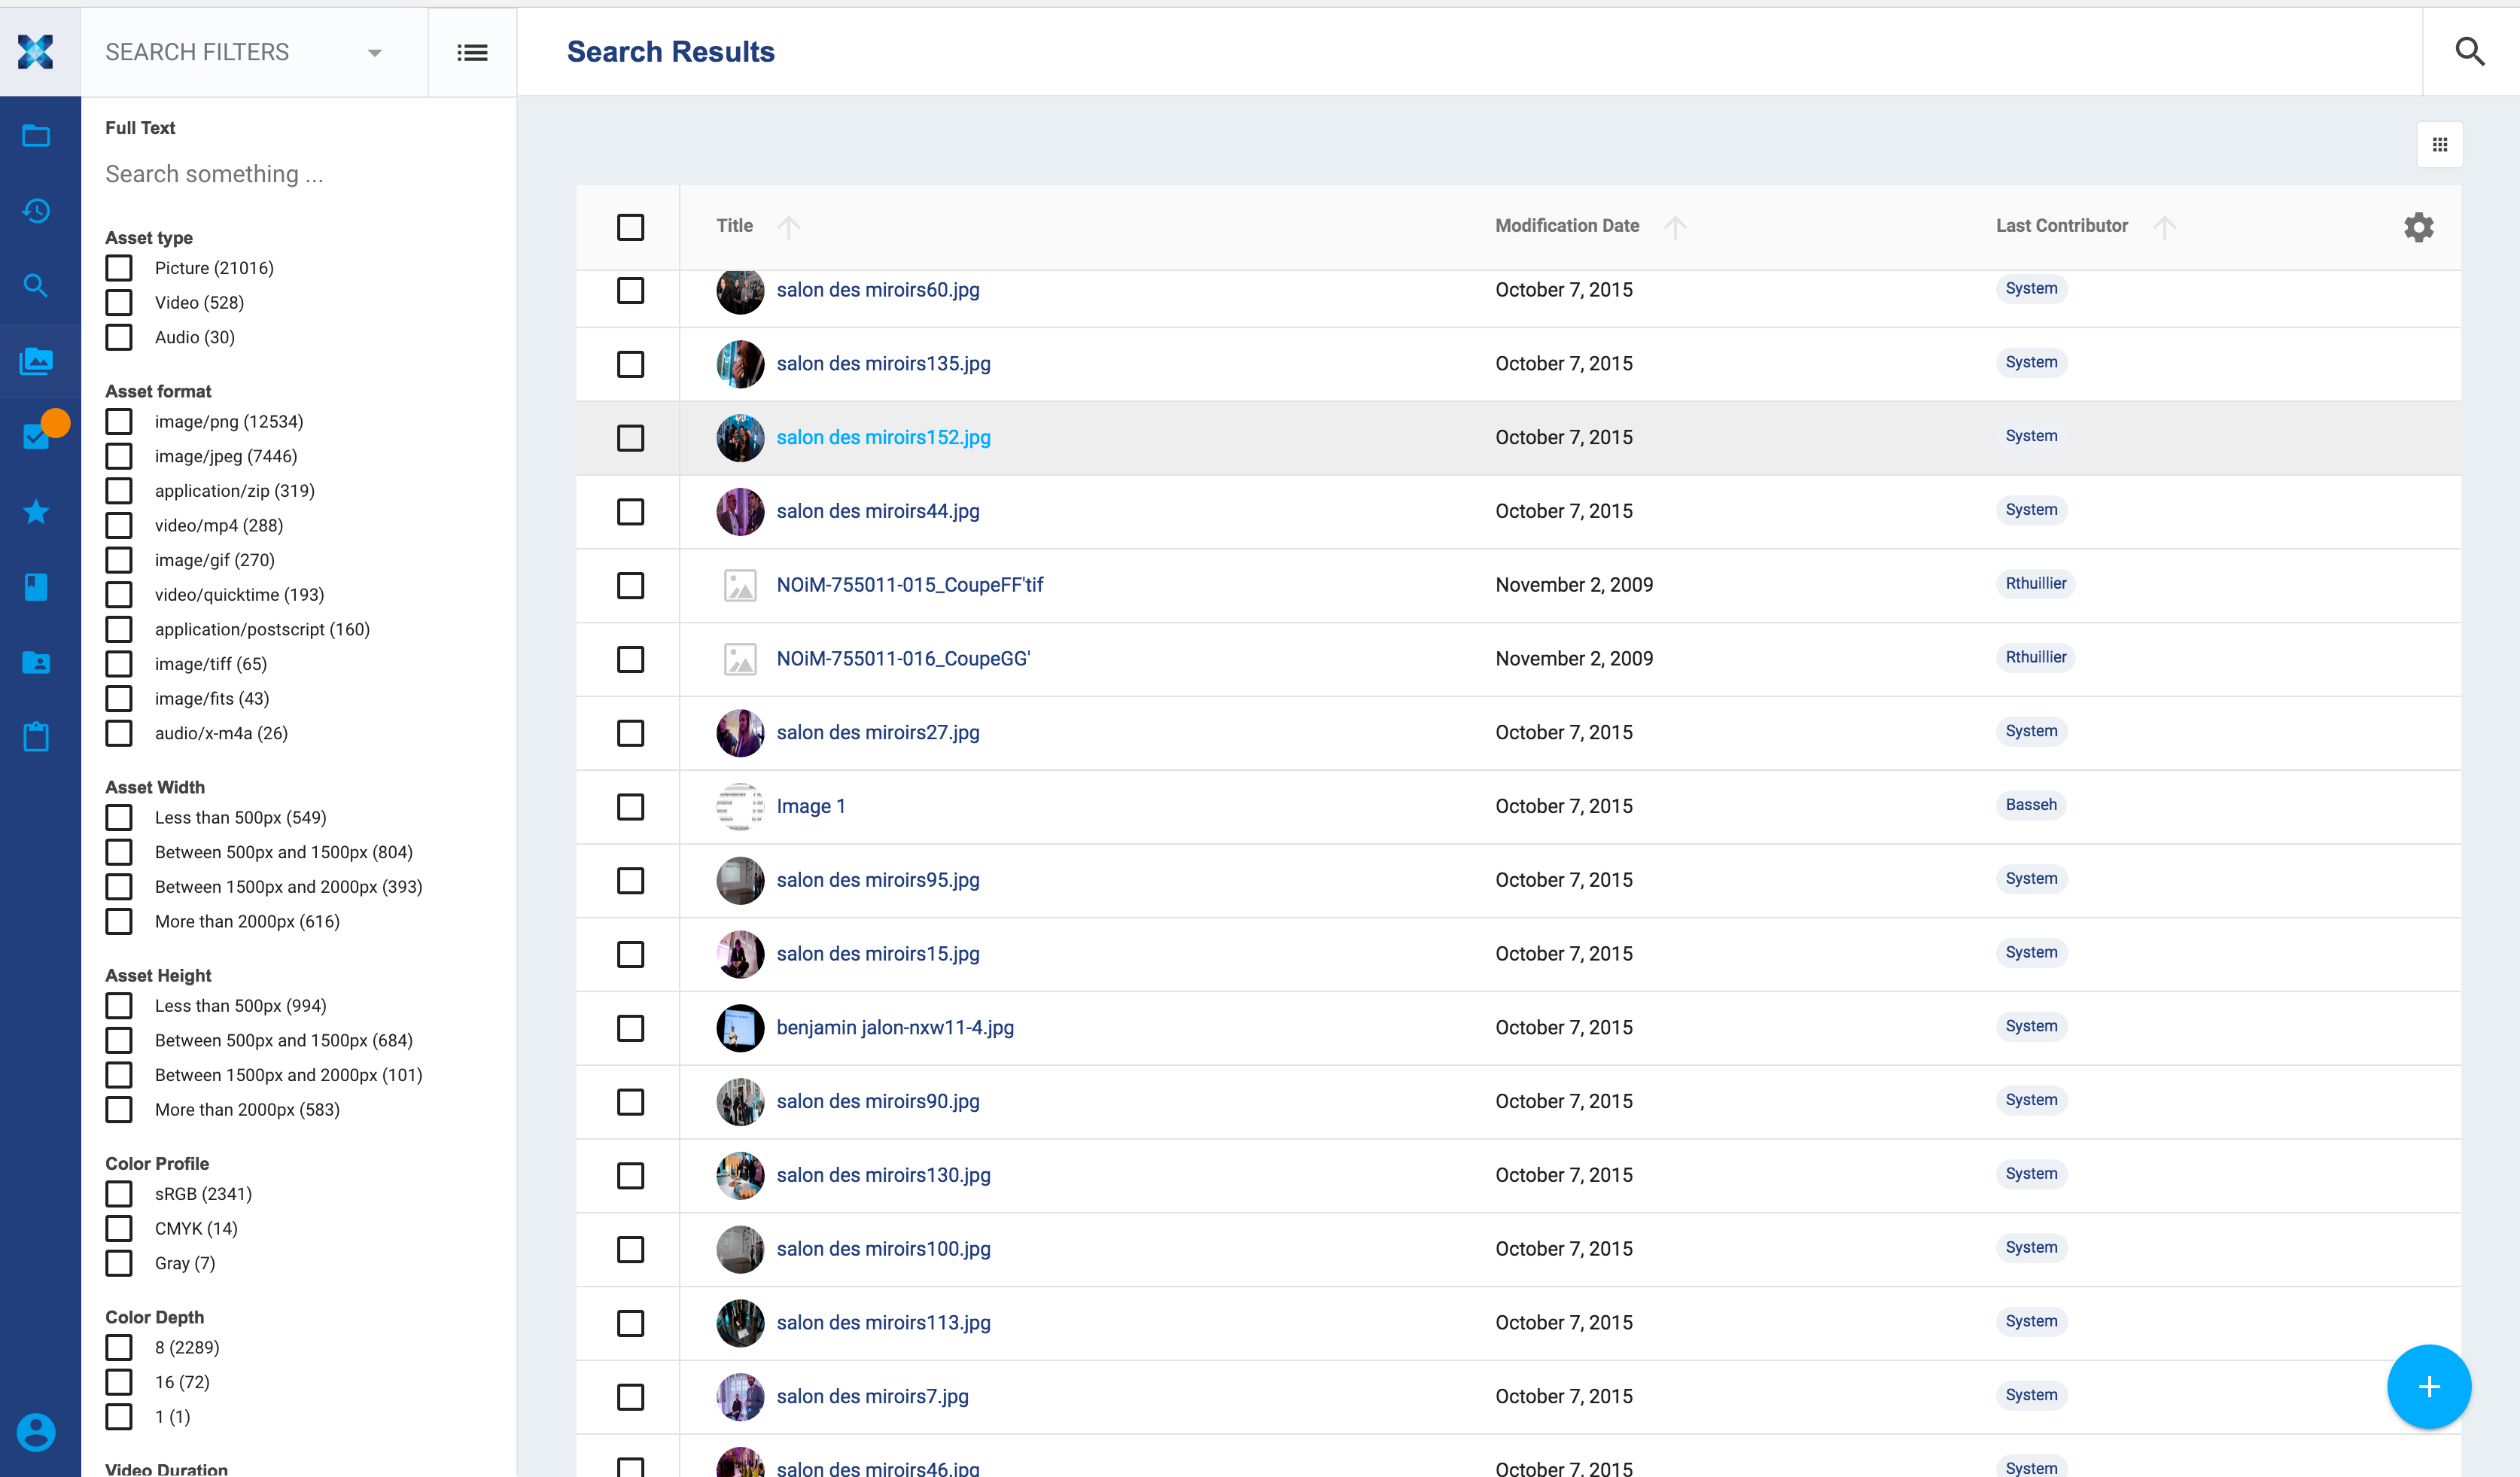 SEARCH FILTERS
Search Results
Full Text
Search something ...
Asset type
Picture (21016)
Video (528)
Audio (30)
Asset format
image/png (12534)
image/jpeg (7446)
application/zip (319)
video/mp4 (288)
image/gif (270)
video/quicktime (193)
application/postscript (160)
image/tiff (65)
image/fits (43)
audio/x-m4a (26)
Asset Width
Less than 500px (549)
Between 500px and 1500px (804)
Between 1500px and 2000px (393)
More than 2000px (616)
Asset Height
Less than 500px (994)
Between 500px and 1500px (684)
Between 1500px and 2000px (101)
More than 2000px (583)
Color Profile
sRGB (2341)
CMYK (14)
Gray (7)
Color Depth
8 (2289)
16 (72)
1 (1)
Video Duration
Title Modification Date Last Contributor
salon des miroirs60.jpg October 7, 2015 System
salon des miroirs135.jpg October 7, 2015 System
salon des miroirs152.jpg October 7, 2015 System
salon des miroirs44.jpg October 7, 2015 System
NOiM-755011-015_CoupeFF'tif November 2, 2009 Rthuillier
NOiM-755011-016_CoupeGG' November 2, 2009 Rthuillier
salon des miroirs27.jpg October 7, 2015 System
Image 1 October 7, 2015 Basseh
salon des miroirs95.jpg October 7, 2015 System
salon des miroirs15.jpg October 7, 2015 System
benjamin jalon-nxw11-4.jpg October 7, 2015 System
salon des miroirs90.jpg October 7, 2015 System
salon des miroirs130.jpg October 7, 2015 System
salon des miroirs100.jpg October 7, 2015 System
salon des miroirs113.jpg October 7, 2015 System
salon des miroirs7.jpg October 7, 2015 System
salon des miroirs46.jpg October 7, 2015 System